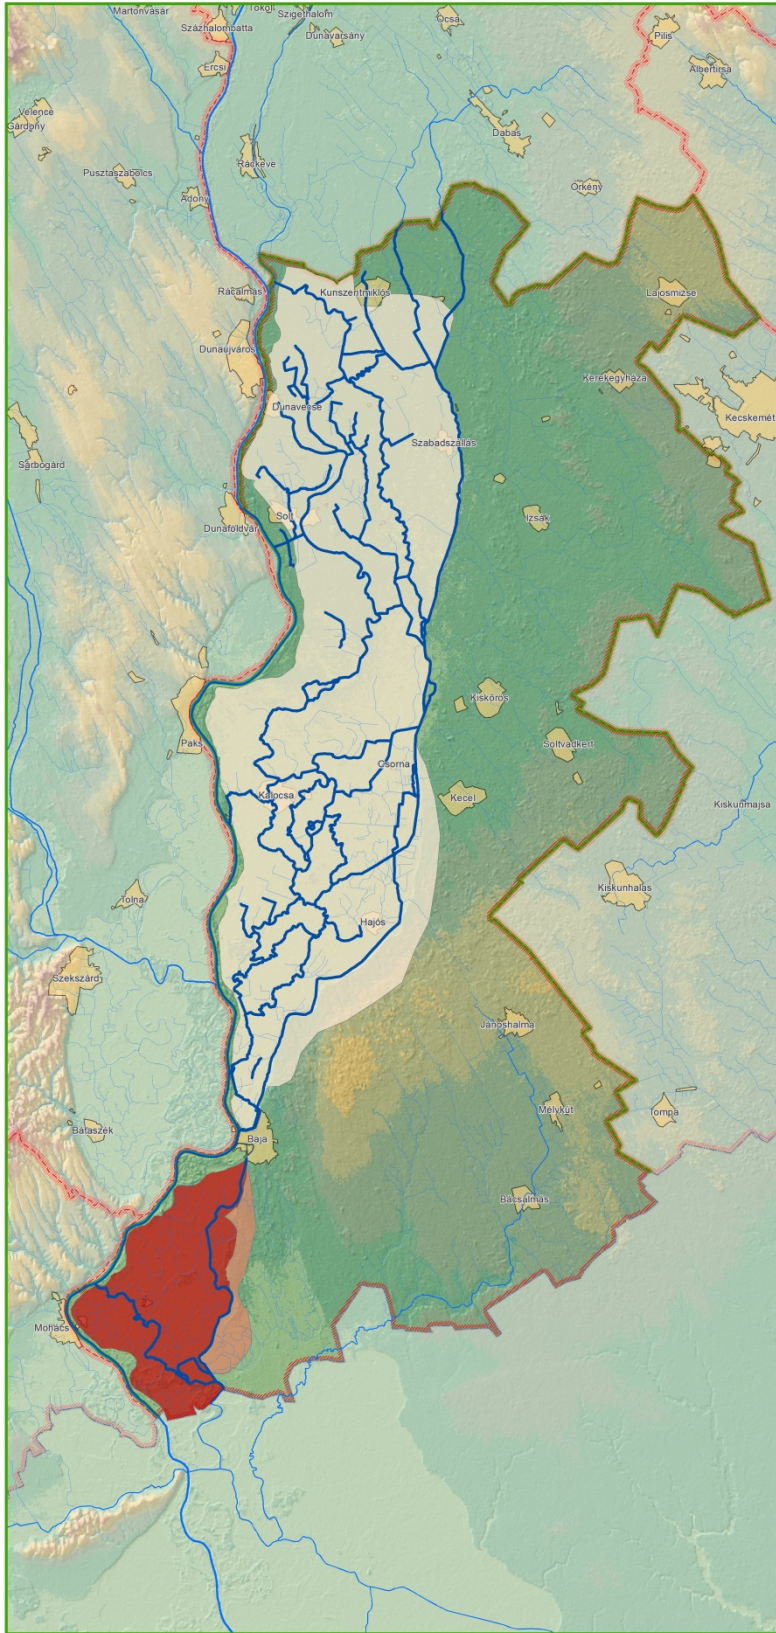 Martonvásár
Tököl
Szigethalom
Százhalombatta
Dunavarsány
Ócsa
Pilis
Ercsi
Albertirsa
Velence
Gárdony
Dabas
Pusztaszabolcs
Ráckeve
Adony
Örkény
Rácalmás
Kunszentmiklós
Lajosmizse
Dunaújváros
Kerekegyháza
Dunavecse
Kecskemét
Szabadszállás
Sárbogárd
Solt
Izsák
Dunaföldvár
Kiskőrös
Paks
Soltvadkert
Csorna
Kalocsa
Kecel
Kiskunmajsa
Tolna
Kiskunhalas
Hajós
Szekszárd
Jánoshalma
Mélykút
Tompa
Bátaszék
Baja
Bácsalmás
Mohács